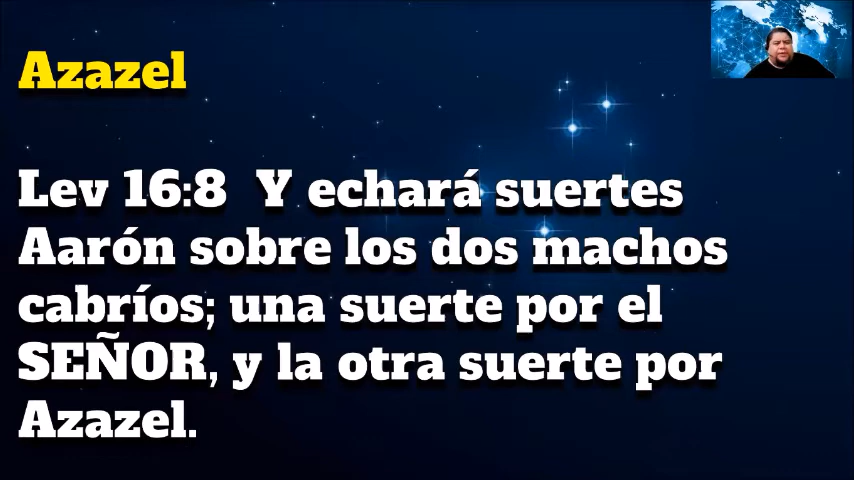 Azazel
Lev 16:8  Y echará suertes
Aarón sobre los dos machos
cabríos; una suerte por el
SEÑOR, y la otra suerte por
Azazel.